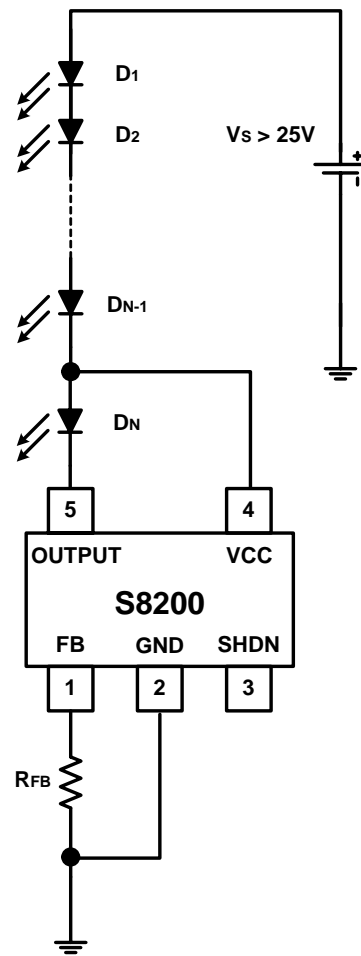 D1
D2
VS > 25V
+
-
DN-1
DN
5
4
OUTPUT
VCC
S8200
FB
GND
SHDN
1
2
3
RFB